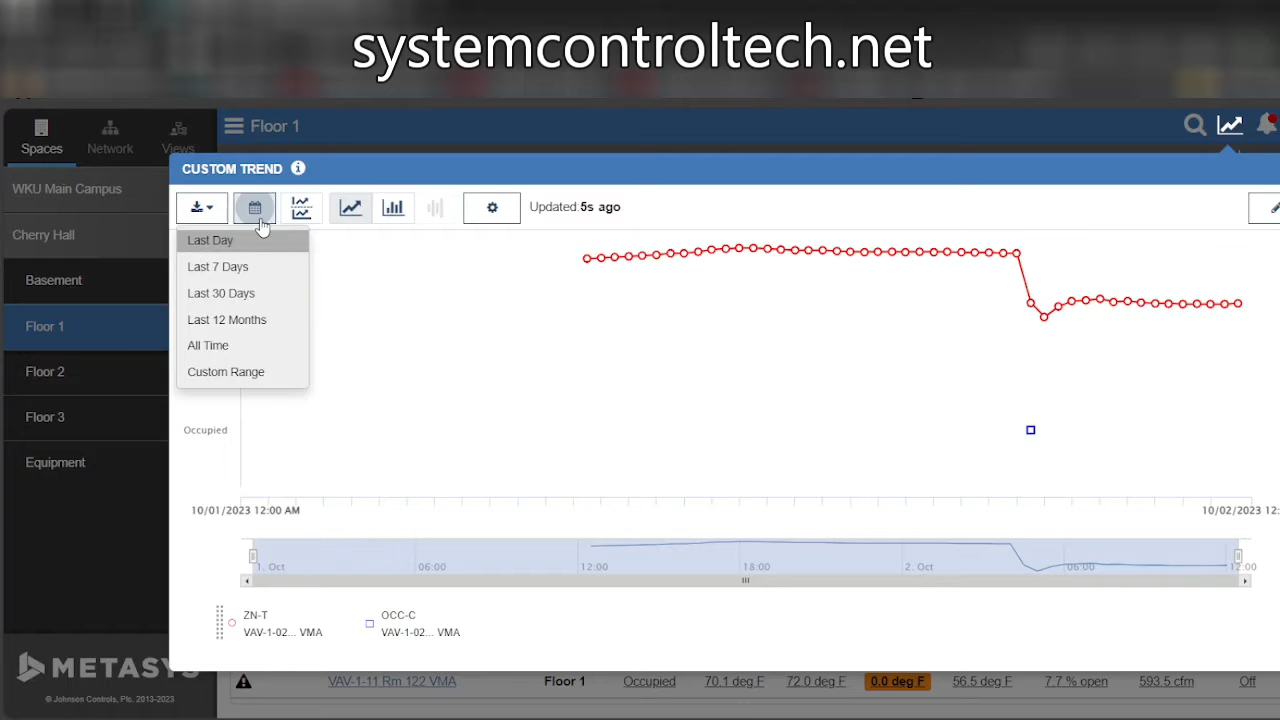 systemcontroltech.net
Spaces
Network
Views
Floor 1
WKU Main Campus
Cherry Hall
Basement
Floor 1
Floor 2
Floor 3
Equipment
CUSTOM TREND
Updated: 5s ago
Last Day
Last 7 Days
Last 30 Days
Last 12 Months
All Time
Custom Range
Occupied
10/01/2023 12:00 AM
10/02/2023 12:
1. Oct
06:00
12:00
18:00
2. Oct
06:00
12:00
ZN-T
VAV-1-02... VMA
OCC-C
VAV-1-02... VMA
METASYS
© Johnson Controls, Plc. 2013-2023
VAV-1-11 Rm 122 VMA Floor 1 Occupied 70.1 deg F 72.0 deg F 0.0 deg F 56.5 deg F 7.7 % open 593.5 cfm Off